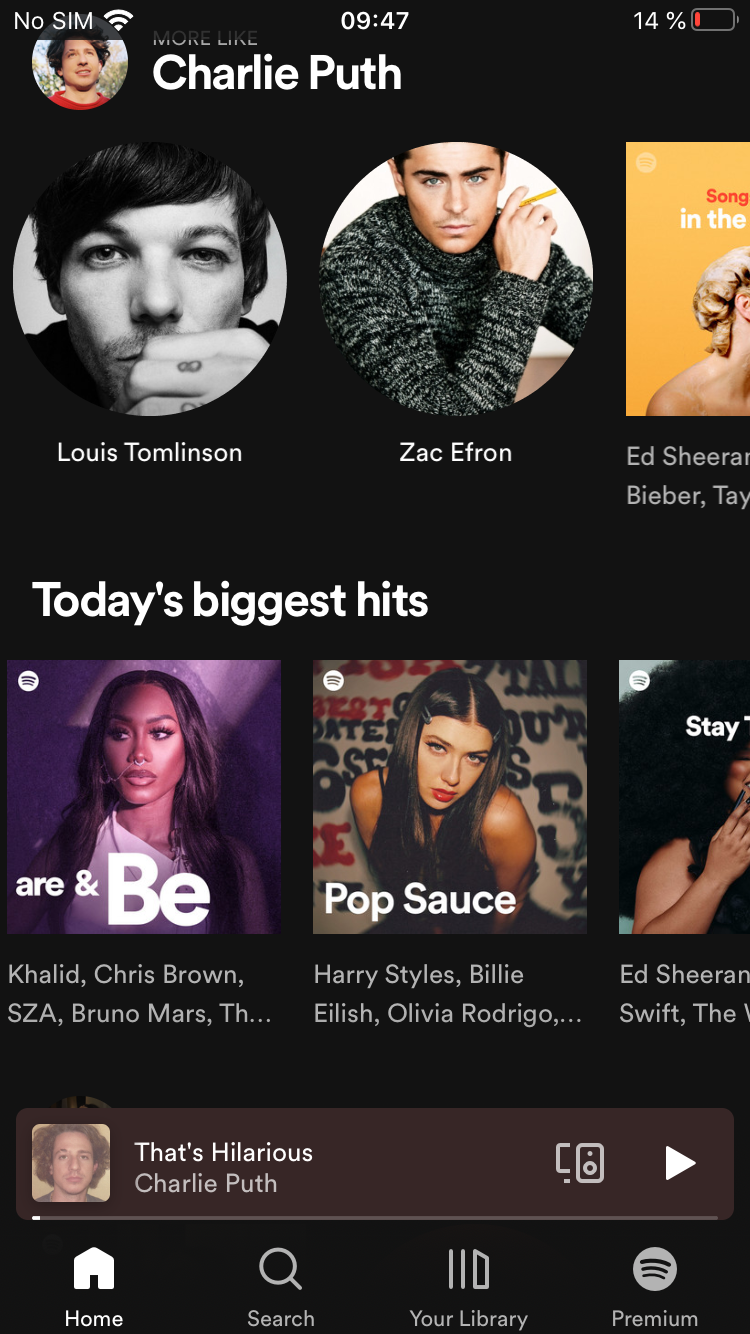 No SIM 09:47 14 %
MORE LIKE
Charlie Puth
Song
in the
Louis Tomlinson
Zac Efron
Ed Sheeran
Bieber, Tay
Today's biggest hits
are & Be
Pop Sauce
Stay
Khalid, Chris Brown,
SZA, Bruno Mars, Th...
Harry Styles, Billie
Eilish, Olivia Rodrigo,...
Ed Sheeran
Swift, The
That's Hilarious
Charlie Puth
Home
Search
Your Library
Premium